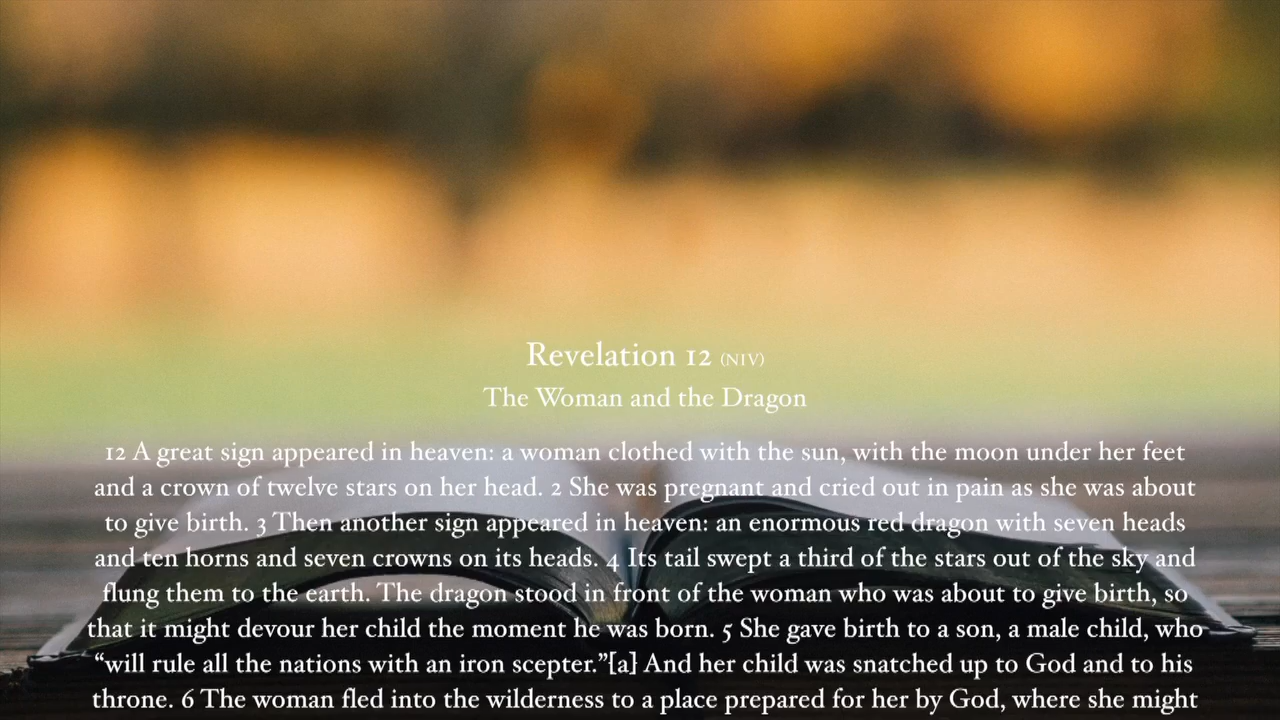 Revelation 12 (NIV)
The Woman and the Dragon
12 A great sign appeared in heaven: a woman clothed with the sun, with the moon under her feet
and a crown of twelve stars on her head. 2 She was pregnant and cried out in pain as she was about
to give birth. 3 Then another sign appeared in heaven: an enormous red dragon with seven heads
and ten horns and seven crowns on its heads. 4 Its tail swept a third of the stars out of the sky and
flung them to the earth. The dragon stood in front of the woman who was about to give birth, so
that it might devour her child the moment he was born. 5 She gave birth to a son, a male child, who
“will rule all the nations with an iron scepter.”[a] And her child was snatched up to God and to his
throne. 6 The woman fled into the wilderness to a place prepared for her by God, where she might